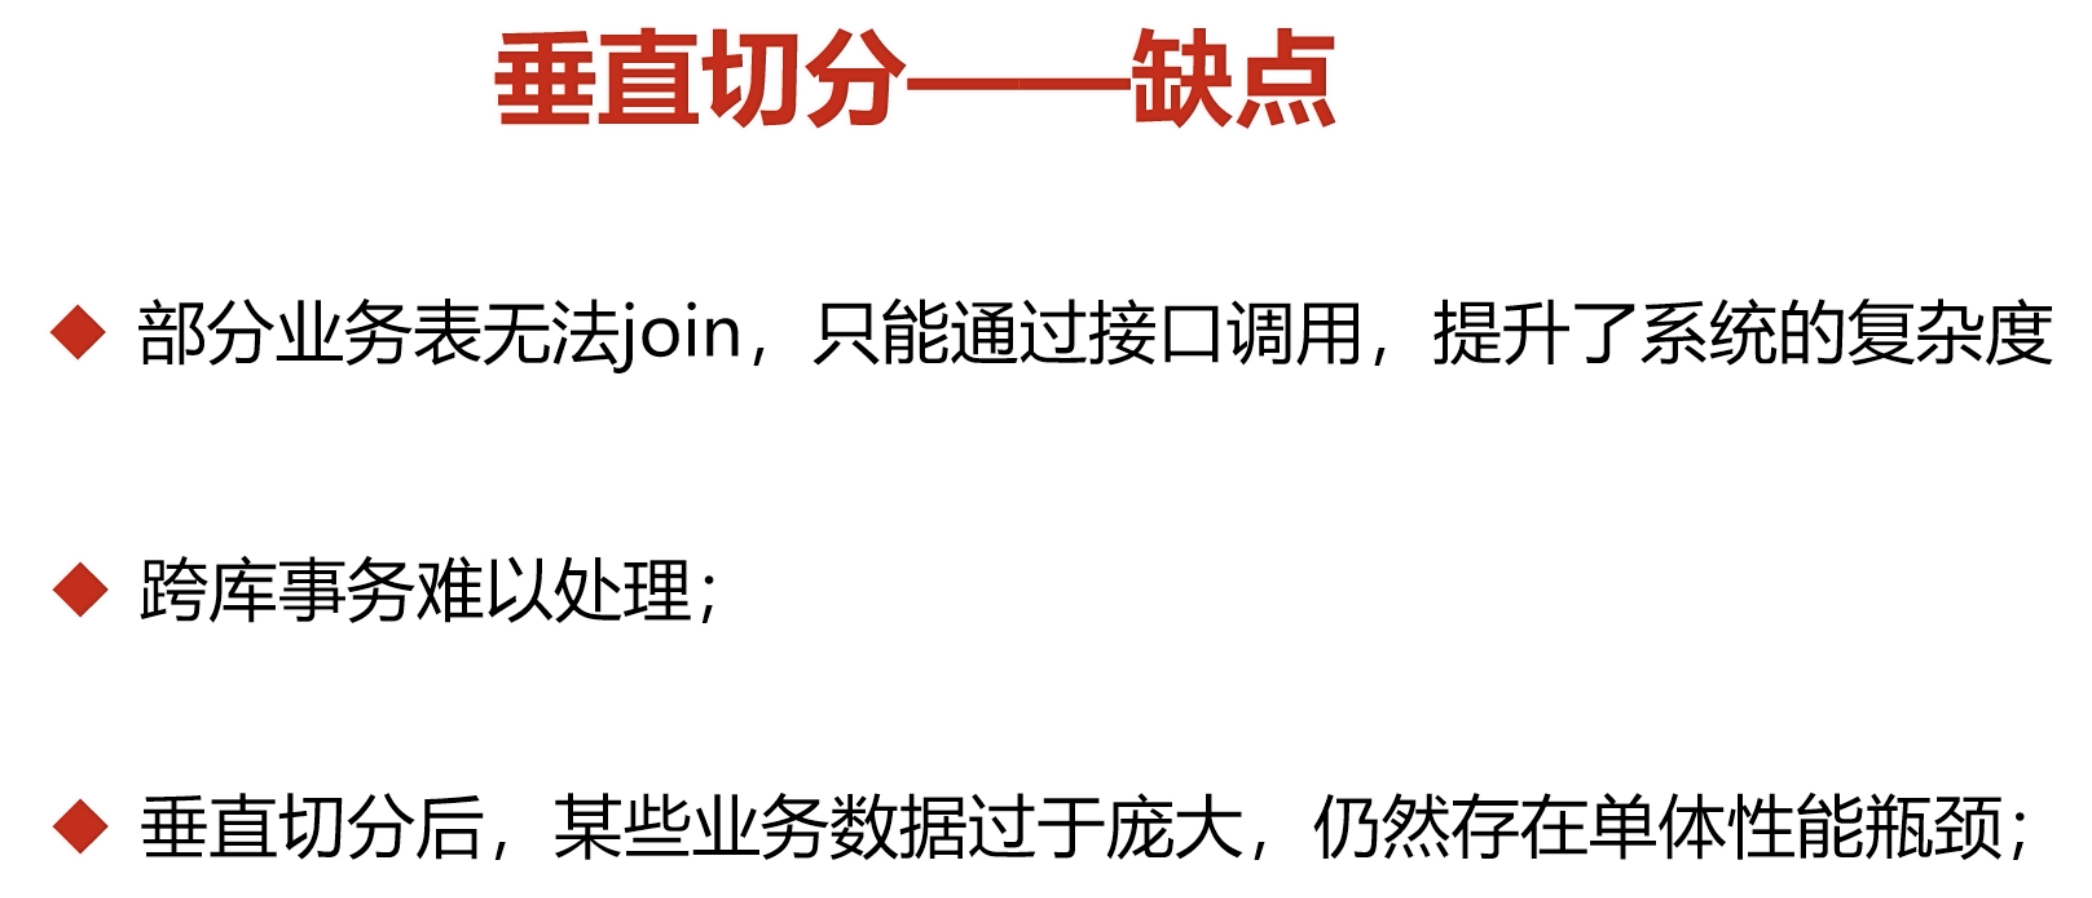 垂直切分——缺点
部分业务表无法join，只能通过接口调用，提升了系统的复杂度
跨库事务难以处理；
垂直切分后，某些业务数据过于庞大，仍然存在单体性能瓶颈；